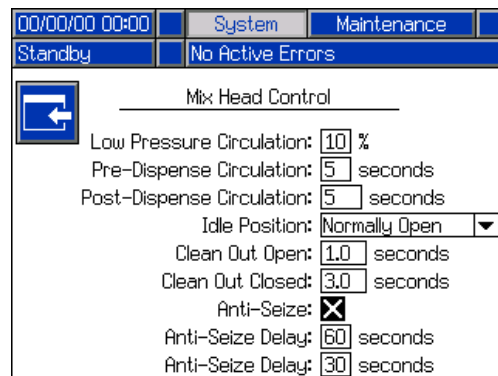 00/00/00 00:00 System Maintenance
Standby No Active Errors
Mix Head Control
Low Pressure Circulation: 10 %
Pre-Dispense Circulation: 5 seconds
Post-Dispense Circulation: 5 seconds
Idle Position: Normally Open
Clean Out Open: 1.0 seconds
Clean Out Closed: 3.0 seconds
Anti-Seize:
Anti-Seize Delay: 60 seconds
Anti-Seize Delay: 30 seconds